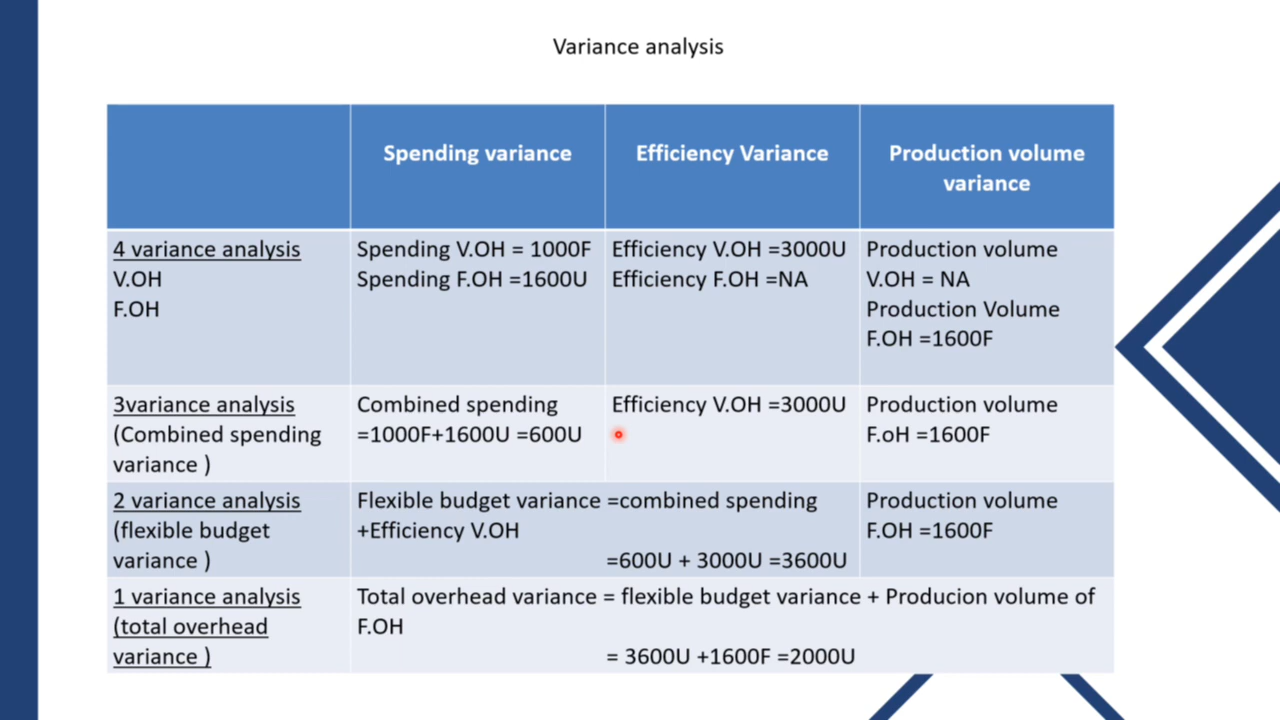 Variance analysis
Spending variance
Efficiency Variance
Production volume
variance
4 variance analysis
V.OH
F.OH
Spending V.OH = 1000F
Spending F.OH =1600U
Efficiency V.OH =3000U
Efficiency F.OH =NA
Production volume
V.OH = NA
Production Volume
F.OH =1600F
3variance analysis
(Combined spending
variance )
Combined spending
=1000F+1600U =600U
Efficiency V.OH =3000U
Production volume
F.oH =1600F
2 variance analysis
(flexible budget
variance )
Flexible budget variance =combined spending
+Efficiency V.OH
=600U + 3000U =3600U
Production volume
F.OH =1600F
1 variance analysis
(total overhead
variance )
Total overhead variance = flexible budget variance + Producion volume of
F.OH
= 3600U +1600F =2000U